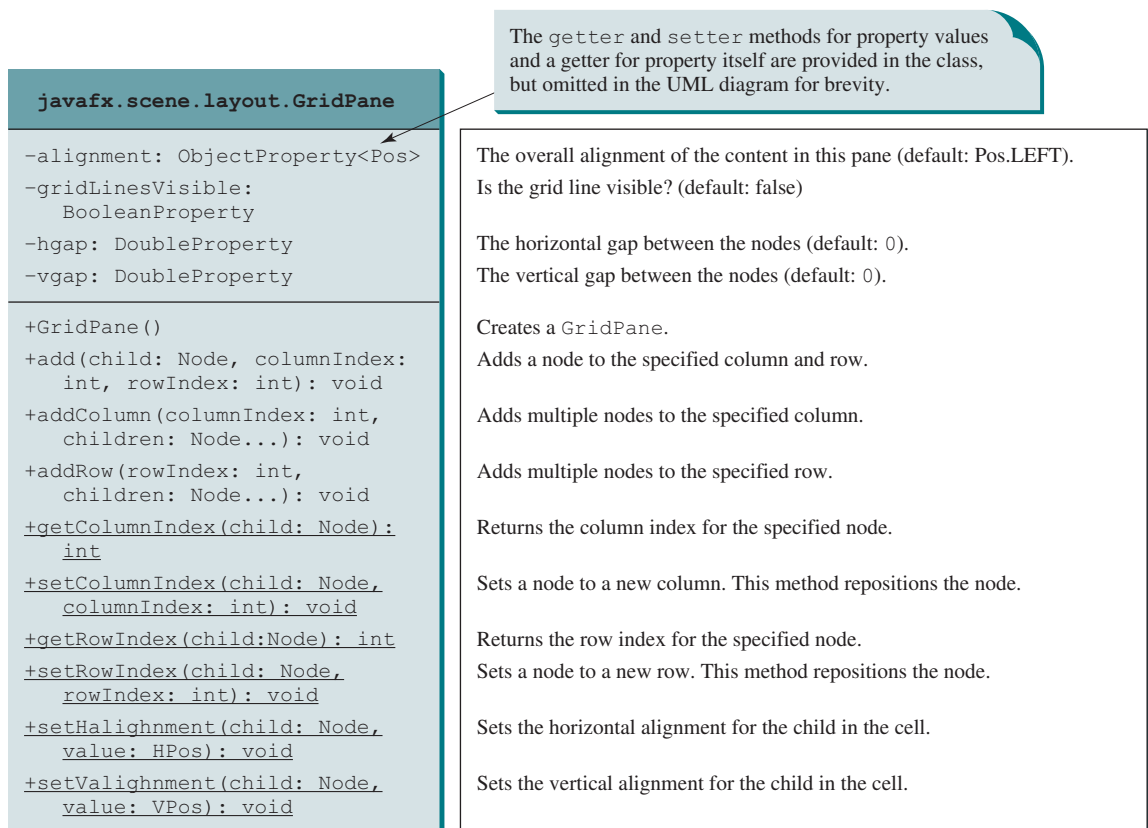 The getter and setter methods for property values
and a getter for property itself are provided in the class,
but omitted in the UML diagram for brevity.
javafx.scene.layout.GridPane
-alignment: ObjectProperty<Pos>
The overall alignment of the content in this pane (default: Pos.LEFT).
-gridLinesVisible:
BooleanProperty
Is the grid line visible? (default: false)
-hgap: DoubleProperty
The horizontal gap between the nodes (default: 0).
-vgap: DoubleProperty
The vertical gap between the nodes (default: 0).
+GridPane()
Creates a GridPane.
+add(child: Node, columnIndex:
int, rowIndex: int): void
Adds a node to the specified column and row.
+addColumn(columnIndex: int,
children: Node...): void
Adds multiple nodes to the specified column.
+addRow(rowIndex: int,
children: Node...): void
Adds multiple nodes to the specified row.
+getColumnIndex(child: Node):
int
Returns the column index for the specified node.
+setColumnIndex(child: Node,
columnIndex: int): void
Sets a node to a new column. This method repositions the node.
+getRowIndex(child:Node): int
Returns the row index for the specified node.
+setRowIndex(child: Node,
rowIndex: int): void
Sets a node to a new row. This method repositions the node.
+setHalighnment(child: Node,
value: HPos): void
Sets the horizontal alignment for the child in the cell.
+setValighnment(child: Node,
value: VPos): void
Sets the vertical alignment for the child in the cell.